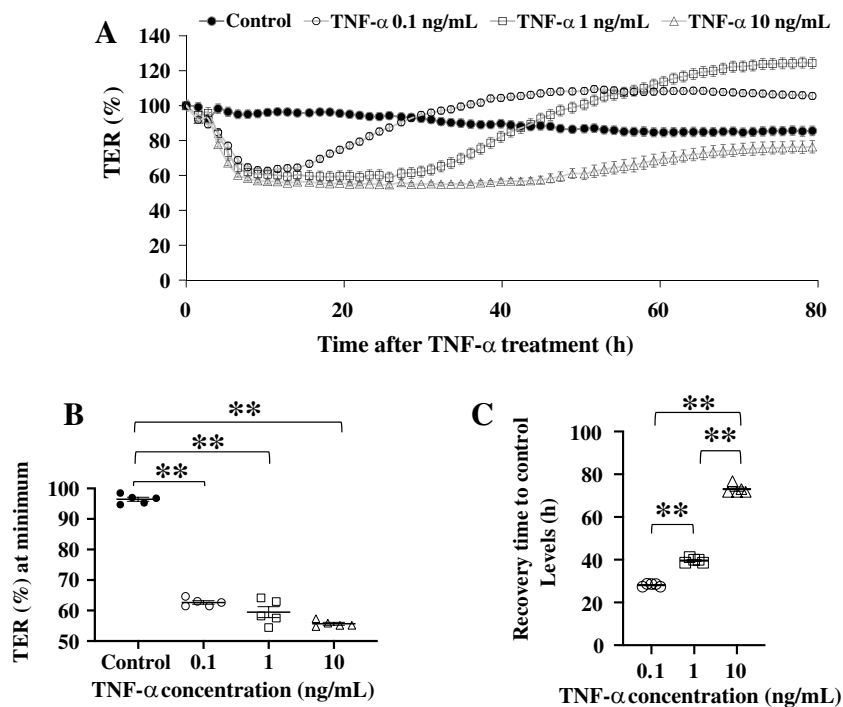 A
Control TNF-α 0.1 ng/mL TNF-α 1 ng/mL TNF-α 10 ng/mL
TER (%)
140
120
100
80
60
40
20
0
0 20 40 60 80
Time after TNF-α treatment (h)
B
** 
**
**
TER (%) at minimum
100
90
80
70
60
50
Control 0.1 1 10
TNF-α concentration (ng/mL)
C
**
**
**
Recovery time to control
Levels (h)
100
80
60
40
20
0
0.1 1 10
TNF-α concentration (ng/mL)